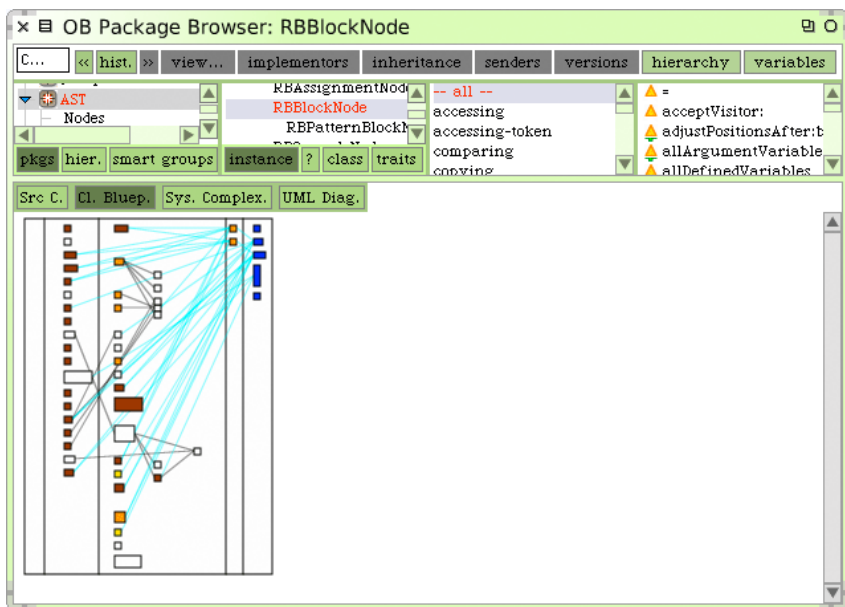 OB Package Browser: RBBlockNode
C... << hist. >> view... implementors inheritance senders versions hierarchy variables
AST
Nodes
RBAssignmentNode
RBBlockNode
RBPatternBlockN
-- all --
accessing
accessing-token
comparing
copying
=
acceptVisitor:
adjustPositionsAfter:b
allArgumentVariable
allDefinedVariables
pkgs hier. smart groups instance ? class traits
Src C. Cl. Bluep. Sys. Complex. UML Diag.